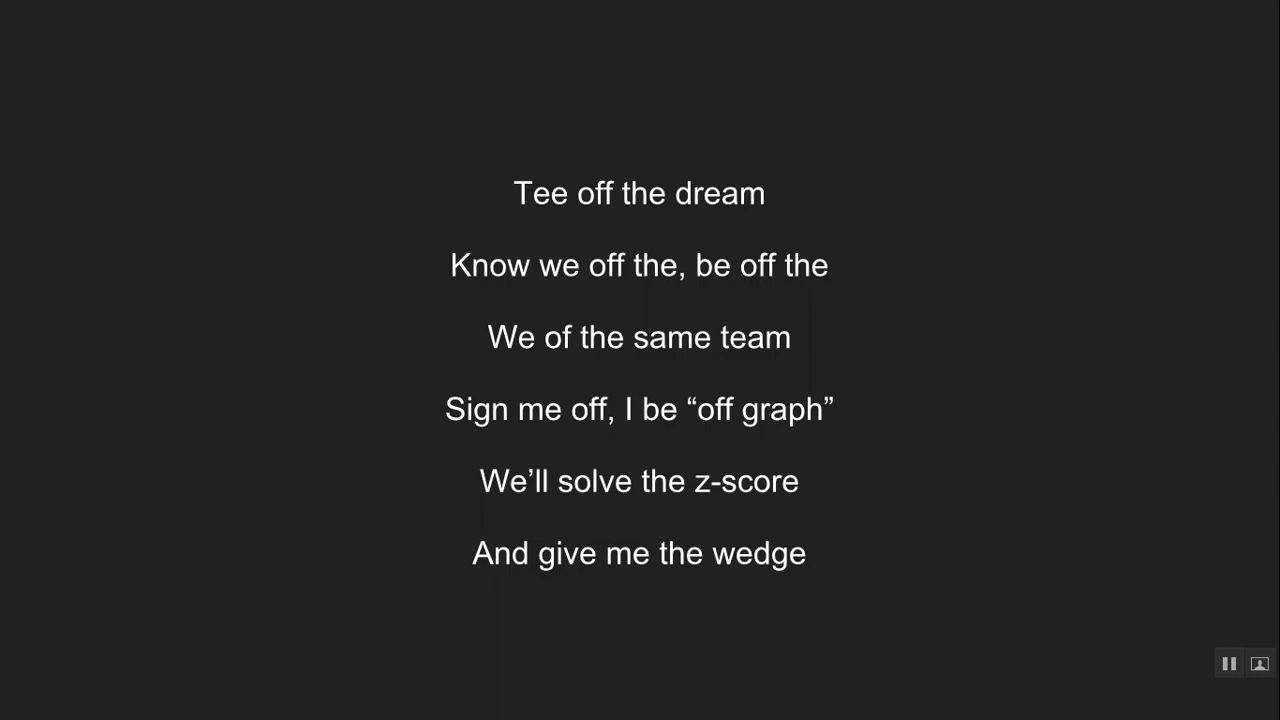 Tee off the dream
Know we off the, be off the
We of the same team
Sign me off, I be “off graph”
We’ll solve the z-score
And give me the wedge